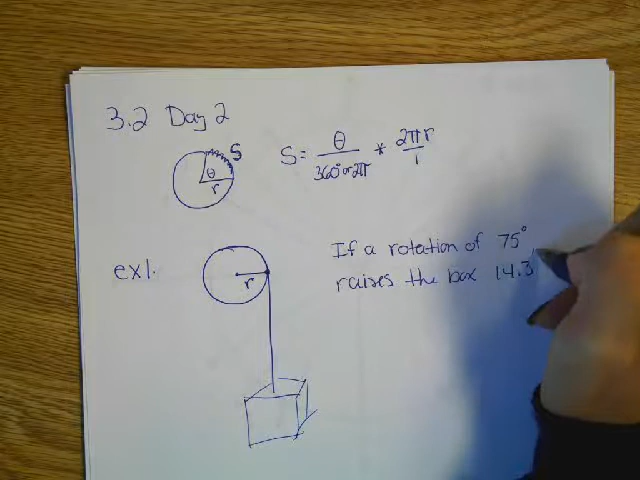 3.2 Day 2
S
θ
r
S = θ / 360° or 2π * 2πr / 1
ex1.
r
If a rotation of 75°
raises the box 14.3